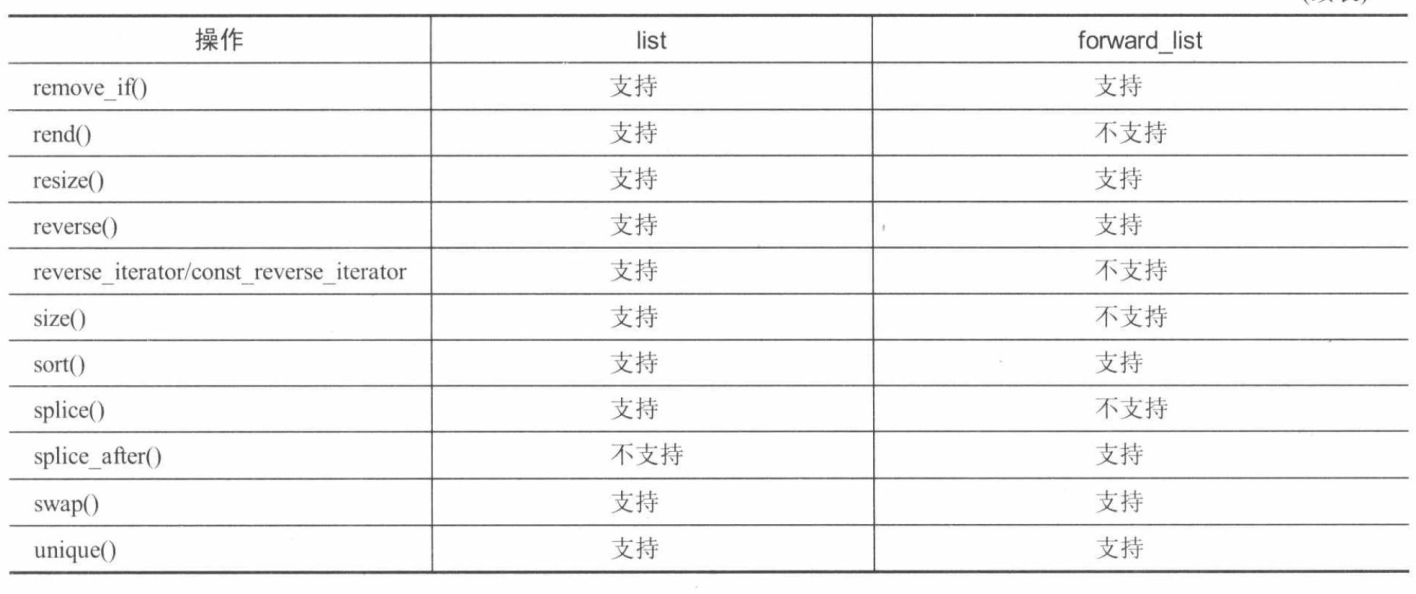 操作 list forward_list
remove_if() 支持 支持
rend() 支持 不支持
resize() 支持 支持
reverse() 支持 支持
reverse_iterator/const_reverse_iterator 支持 不支持
size() 支持 不支持
sort() 支持 支持
splice() 支持 不支持
splice_after() 不支持 支持
swap() 支持 支持
unique() 支持 支持